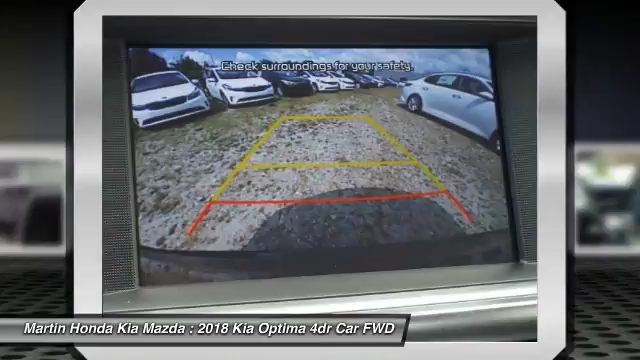 Check surroundings for your safety.
Martin Honda Kia Mazda : 2018 Kia Optima 4dr Car FWD